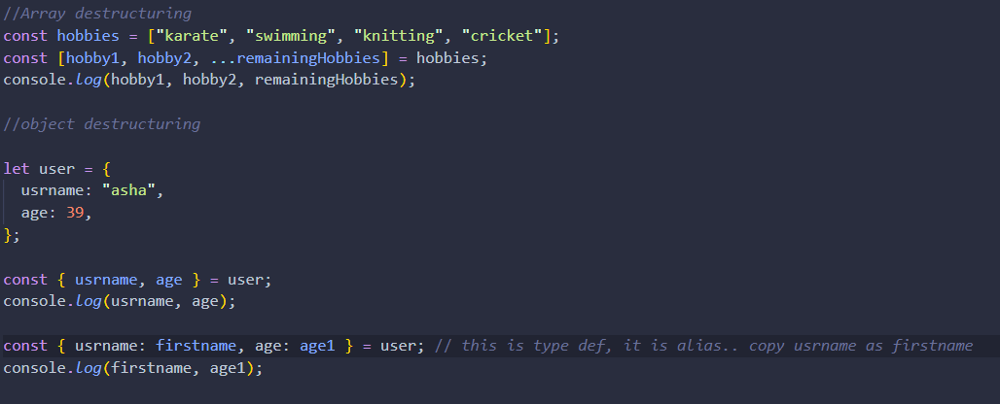 //Array destructuring
const hobbies = ["karate", "swimming", "knitting", "cricket"];
const [hobby1, hobby2, ...remainingHobbies] = hobbies;
console.log(hobby1, hobby2, remainingHobbies);
//object destructuring
let user = {
  usrname: "asha",
  age: 39,
};
const { usrname, age } = user;
console.log(usrname, age);
const { usrname: firstname, age: age1 } = user; // this is type def, it is alias.. copy usrname as firstname
console.log(firstname, age1);